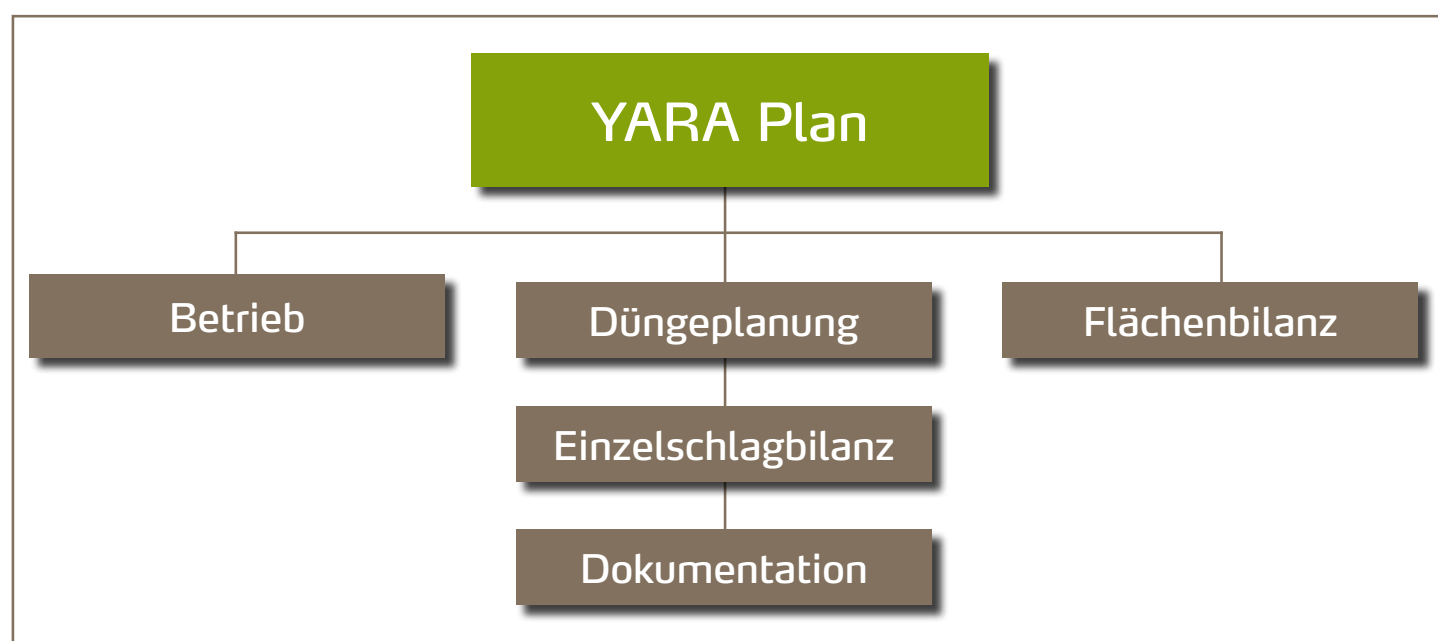 YARA Plan
Betrieb
Düngeplanung
Flächenbilanz
Einzelschlagbilanz
Dokumentation